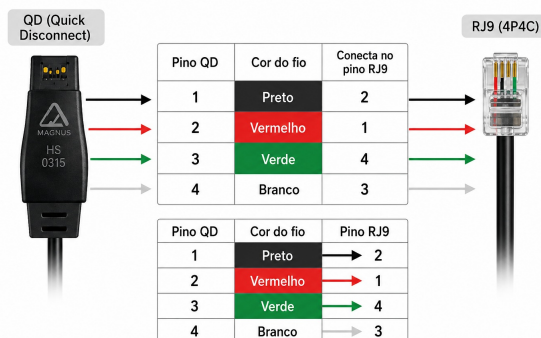 QD (Quick
Disconnect)
RJ9 (4P4C)
Pino QD Cor do fio Conecta no
pino RJ9
1 Preto 2
2 Vermelho 1
3 Verde 4
4 Branco 3
MAGNUS
HS
0315
Pino QD Cor do fio Pino RJ9
1 Preto 2
2 Vermelho 1
3 Verde 4
4 Branco 3